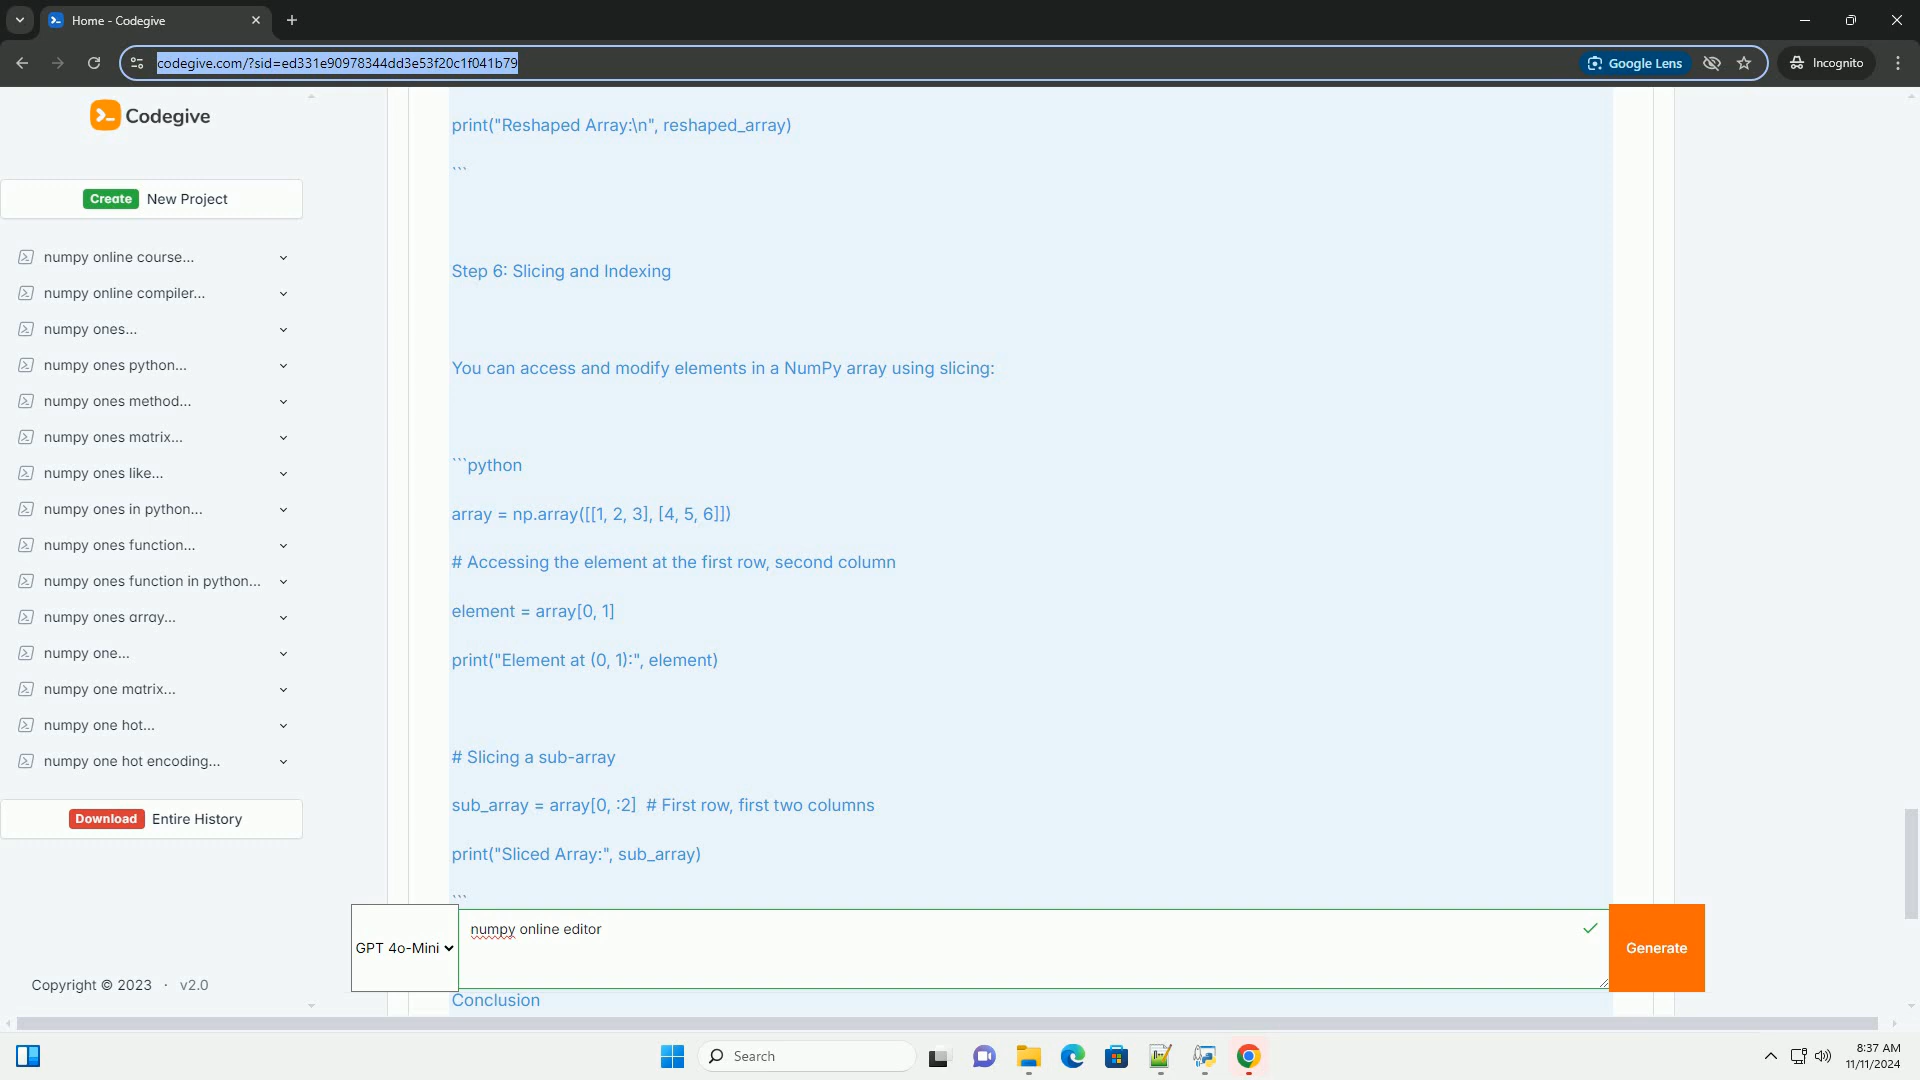 Home - Codegive
codegive.com/?sid=ed331e90978344dd3e53f20c1f041b79
Google Lens
Incognito
Codegive
Create New Project
numpy online course...
numpy online compiler...
numpy ones...
numpy ones python...
numpy ones method...
numpy ones matrix...
numpy ones like...
numpy ones in python...
numpy ones function...
numpy ones function in python...
numpy ones array...
numpy one...
numpy one matrix...
numpy one hot...
numpy one hot encoding...
Download Entire History
Copyright © 2023 · v2.0
print("Reshaped Array:\n", reshaped_array)
```
Step 6: Slicing and Indexing
You can access and modify elements in a NumPy array using slicing:
```python
array = np.array([[1, 2, 3], [4, 5, 6]])
# Accessing the element at the first row, second column
element = array[0, 1]
print("Element at (0, 1):", element)
# Slicing a sub-array
sub_array = array[0, :2]  # First row, first two columns
print("Sliced Array:", sub_array)
```
GPT 4o-Mini
numpy online editor
Generate
Conclusion
Search
8:37 AM
11/11/2024